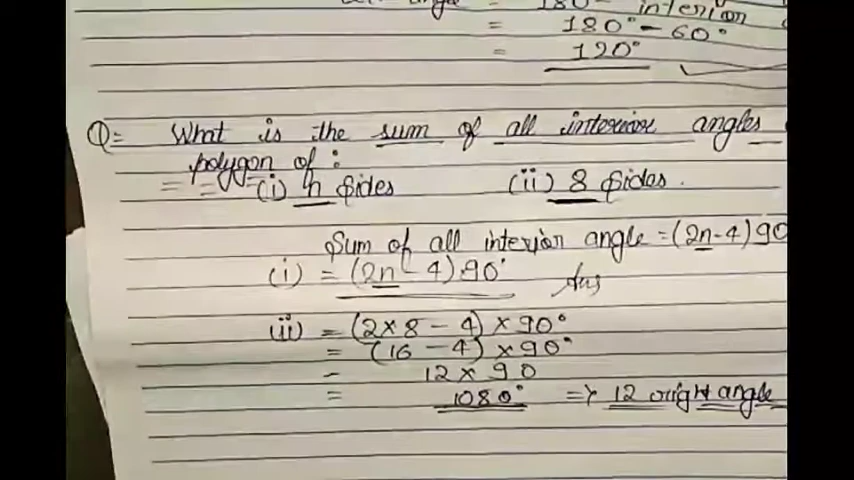 = 180° - interior
= 180° - 60°
= 120°
Q= What is the sum of all interior angles
polygon of :
(i) n sides (ii) 8 sides.
Sum of all interior angle = (2n-4)90
(i) = (2n - 4).90° Ans
(ii) = (2×8 - 4) × 90°
= (16 - 4) × 90°
= 12 × 90
= 1080° => 12 right angle